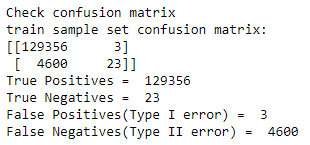 Check confusion matrix
train sample set confusion matrix:
[[129356      3]
 [  4600     23]]
True Positives =  129356
True Negatives =  23
False Positives(Type I error) =  3
False Negatives(Type II error) =  4600